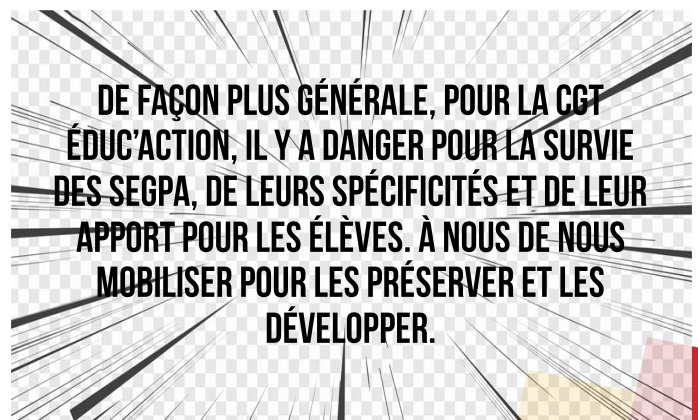 DE FAÇON PLUS GÉNÉRALE, POUR LA CGT
ÉDUC’ACTION, IL Y A DANGER POUR LA SURVIE
DES SEGPA, DE LEURS SPÉCIFICITÉS ET DE LEUR
APPORT POUR LES ÉLÈVES. À NOUS DE NOUS
MOBILISER POUR LES PRÉSERVER ET LES
DÉVELOPPER.